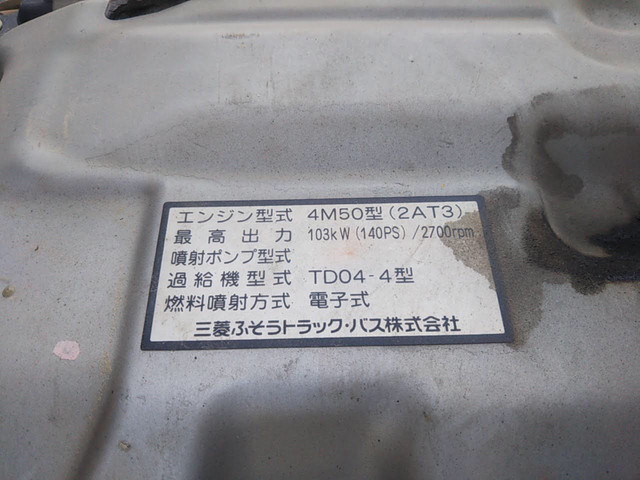 エンジン型式 4M50型(2AT3)
最高出力 103kW(140PS)/2700rpm
噴射ポンプ型式
過給機型式 TD04-4型
燃料噴射方式 電子式
三菱ふそうトラック・バス株式会社